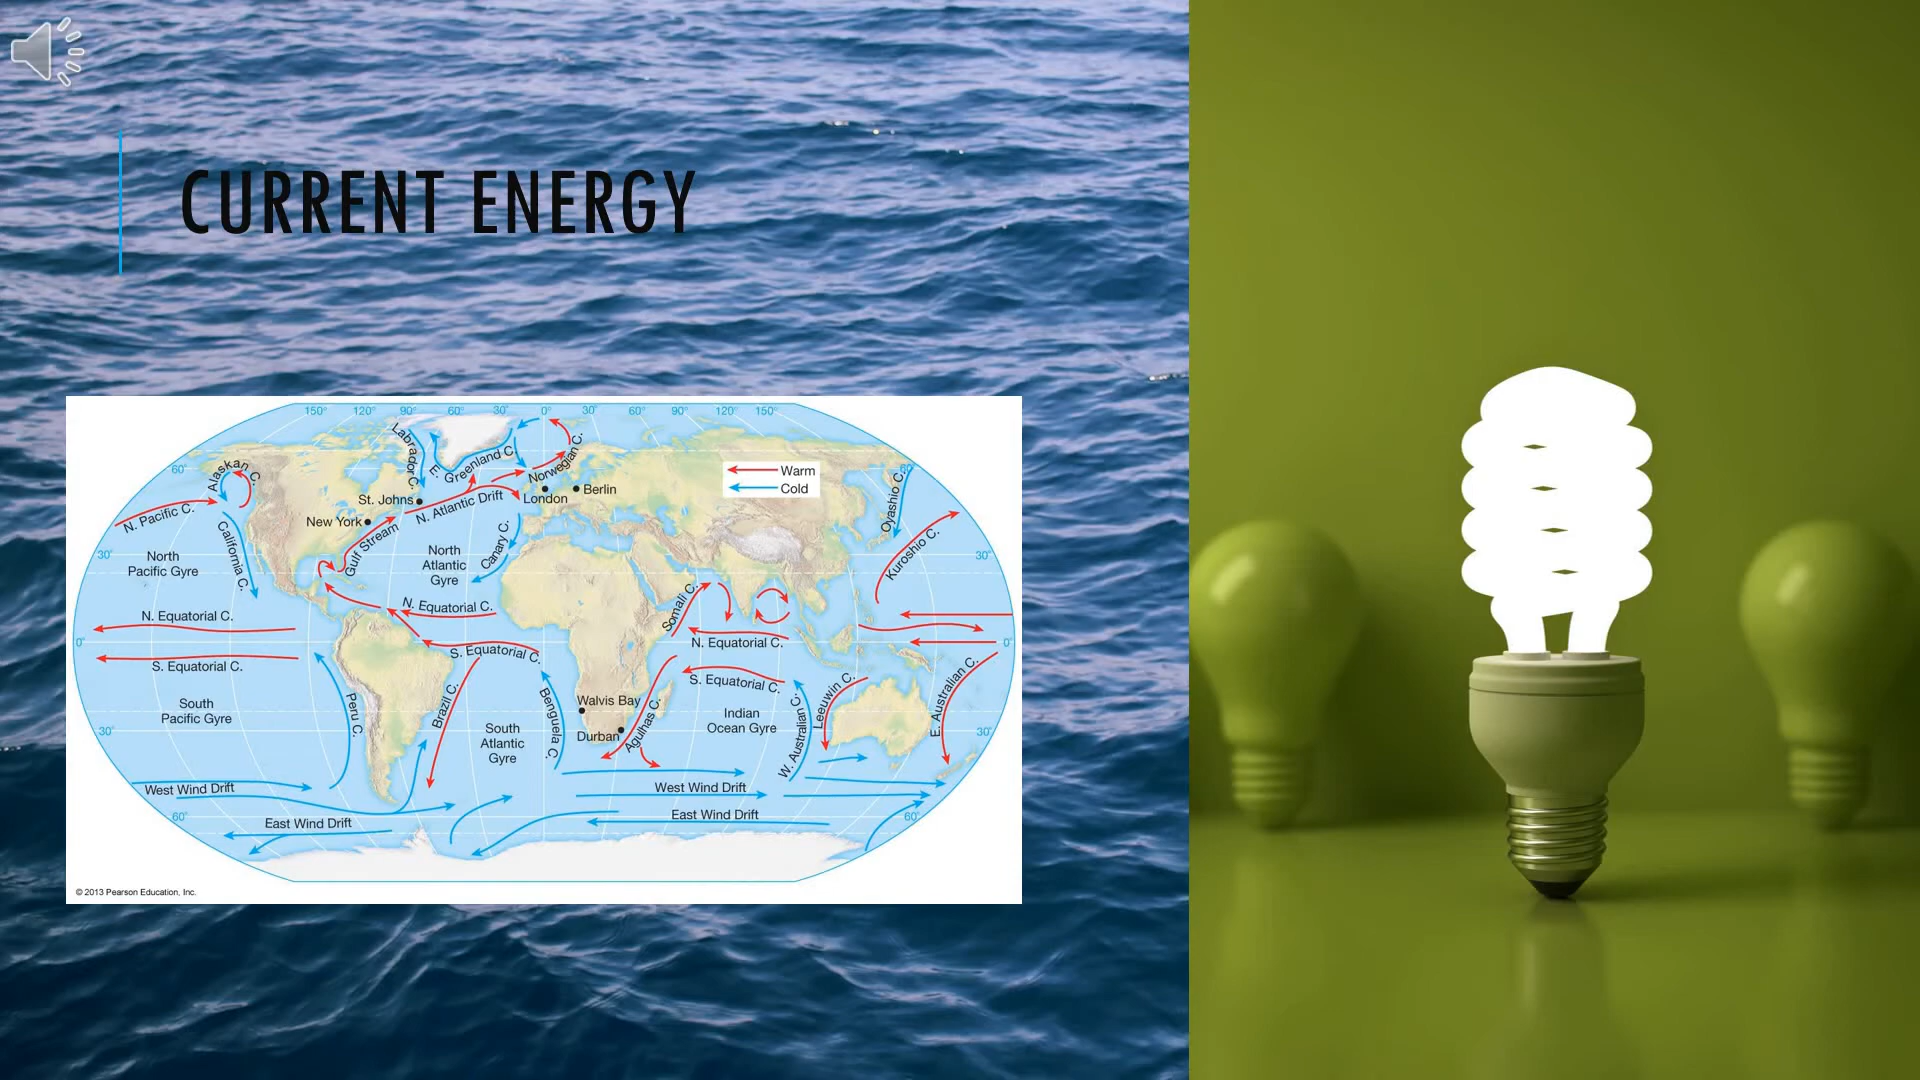 CURRENT ENERGY
150° 120° 90° 60° 30° 0° 30° 60° 90° 120° 150°
60°
60°
Alaskan C.
Labrador C.
E. Greenland C.
Norwegian C.
Warm
Cold
Oyashio C.
St. Johns
London
Berlin
N. Pacific C.
New York
N. Atlantic Drift
Gulf Stream
California C.
Canary C.
Kuroshio C.
30°
30°
North
Pacific Gyre
North
Atlantic
Gyre
Somali C.
N. Equatorial C.
N. Equatorial C.
N. Equatorial C.
0°
0°
S. Equatorial C.
S. Equatorial C.
S. Equatorial C.
South
Pacific Gyre
Peru C.
Brazil C.
South
Atlantic
Gyre
Benguela C.
Walvis Bay
Durban
Agulhas C.
Indian
Ocean Gyre
W. Australian C.
Leeuwin C.
E. Australian C.
30°
30°
West Wind Drift
West Wind Drift
60°
60°
East Wind Drift
East Wind Drift
© 2013 Pearson Education, Inc.